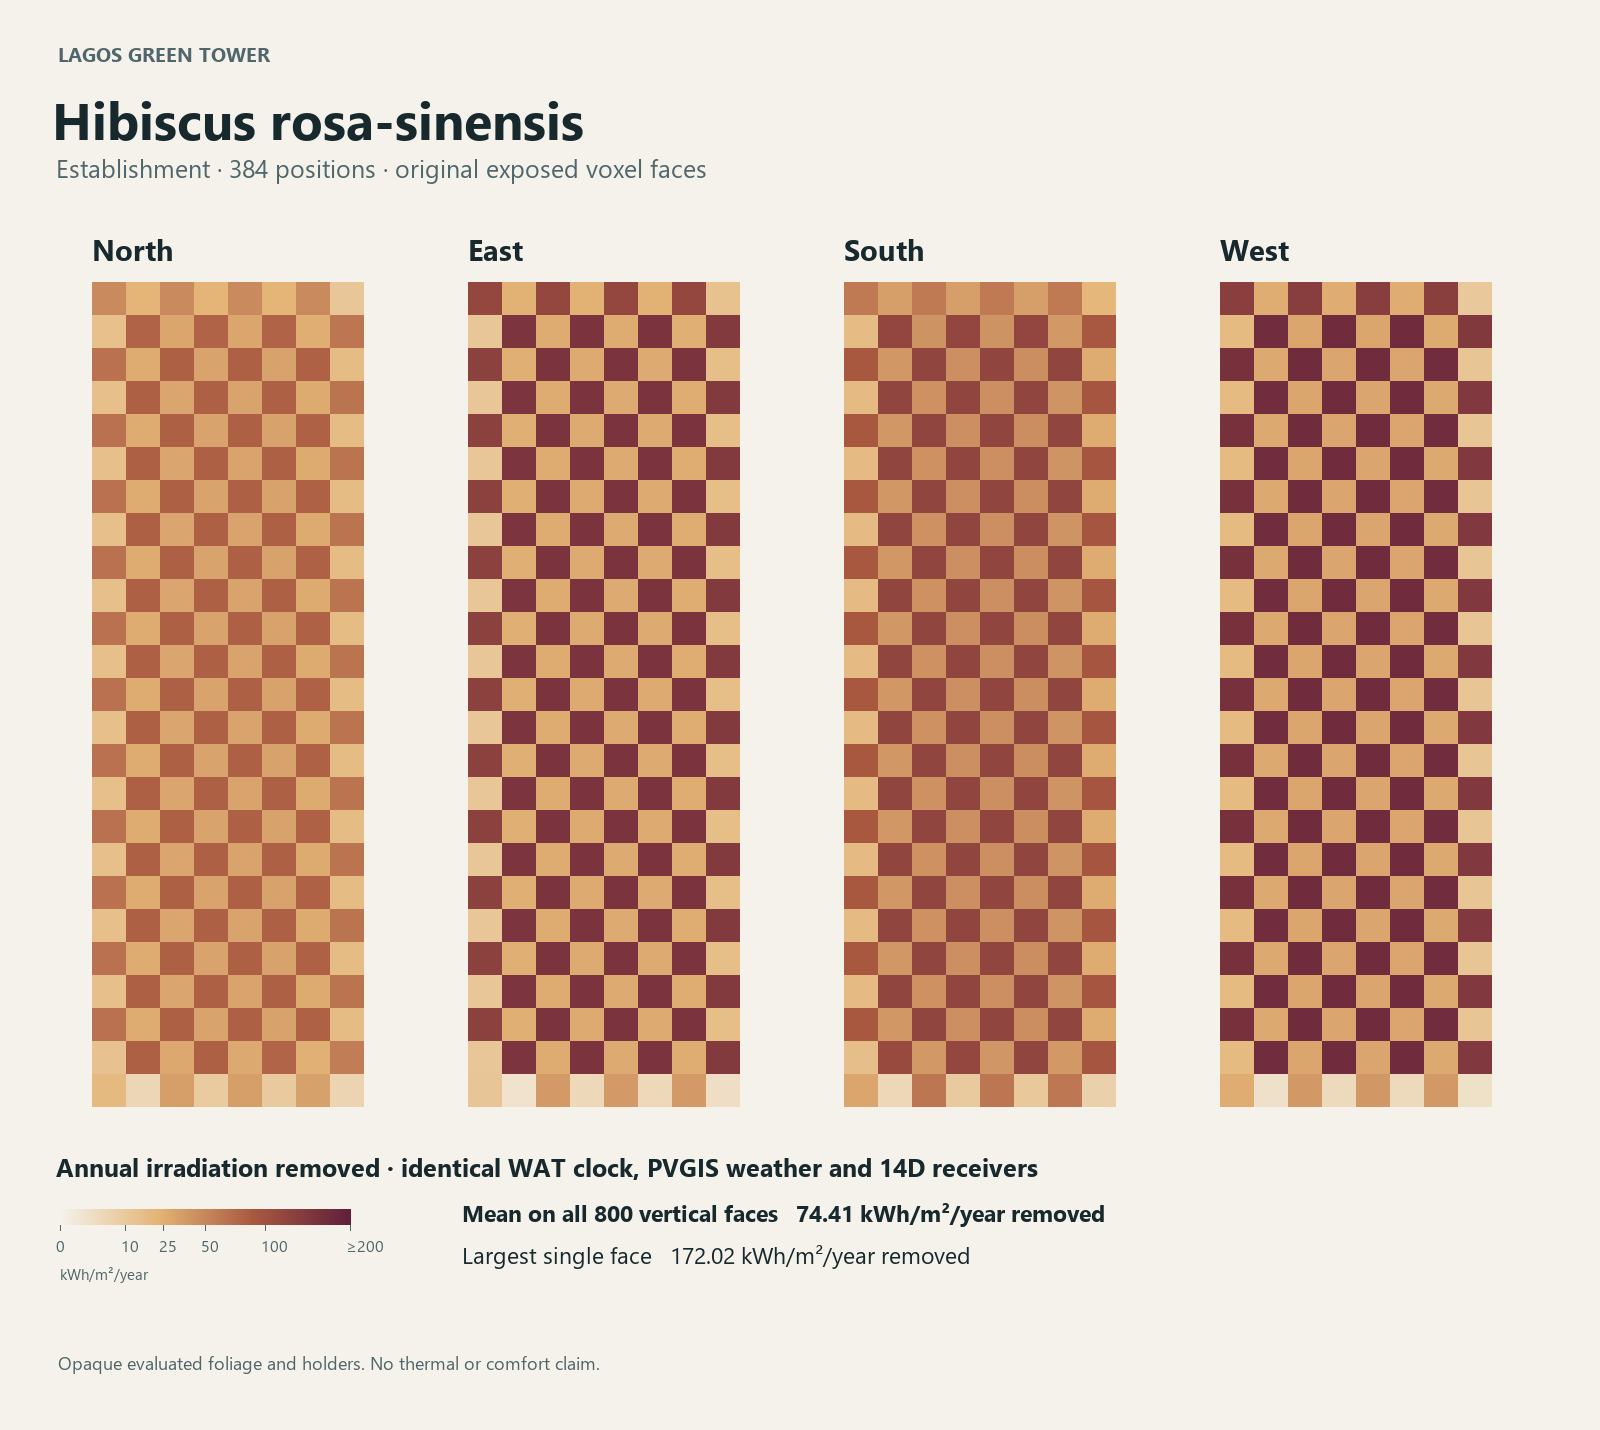 LAGOS GREEN TOWER
Hibiscus rosa-sinensis
Establishment · 384 positions · original exposed voxel faces
North East South West
Annual irradiation removed · identical WAT clock, PVGIS weather and 14D receivers
Mean on all 800 vertical faces 74.41 kWh/m²/year removed
0 10 25 50 100 ≥200
Largest single face 172.02 kWh/m²/year removed
kWh/m²/year
Opaque evaluated foliage and holders. No thermal or comfort claim.